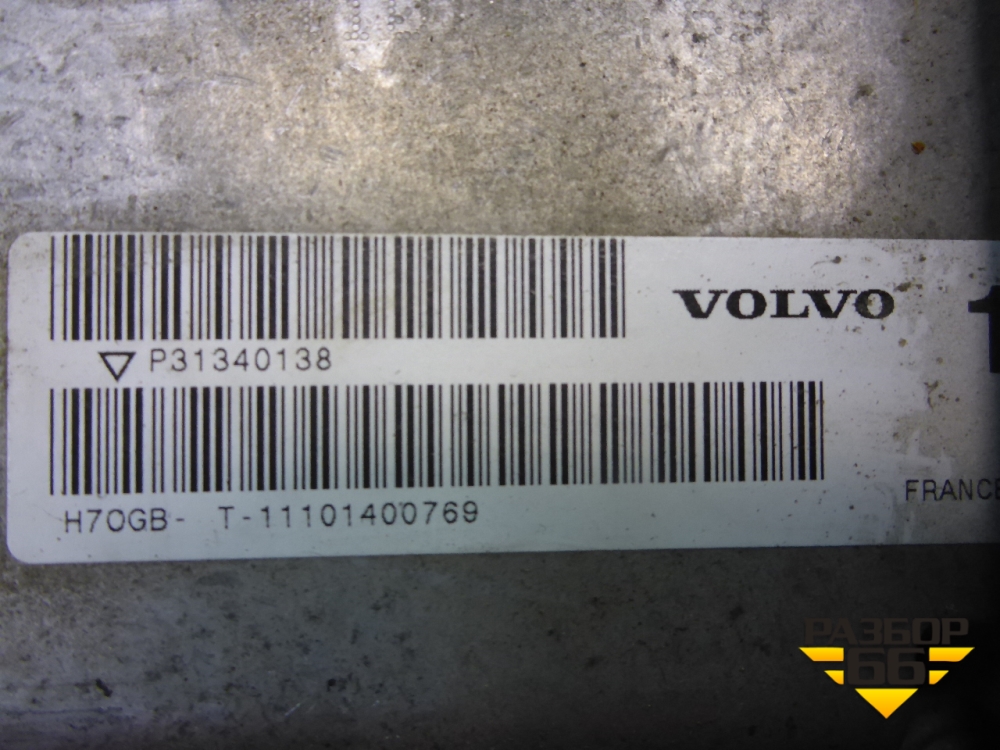 VOLVO
▽ P31340138
H70GB- T-11101400769
FRANCE
РАЗБОР
66